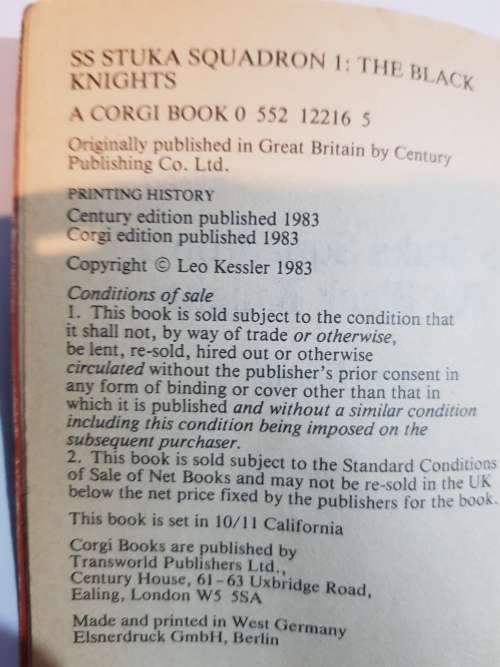 SS STUKA SQUADRON 1: THE BLACK
KNIGHTS
A CORGI BOOK 0 552 12216 5
Originally published in Great Britain by Century
Publishing Co. Ltd.
PRINTING HISTORY
Century edition published 1983
Corgi edition published 1983
Copyright © Leo Kessler 1983
Conditions of sale
1. This book is sold subject to the condition that
it shall not, by way of trade or otherwise,
be lent, re-sold, hired out or otherwise
circulated without the publisher's prior consent in
any form of binding or cover other than that in
which it is published and without a similar condition
including this condition being imposed on the
subsequent purchaser.
2. This book is sold subject to the Standard Conditions
of Sale of Net Books and may not be re-sold in the UK
below the net price fixed by the publishers for the book.
This book is set in 10/11 California
Corgi Books are published by
Transworld Publishers Ltd.,
Century House, 61–63 Uxbridge Road,
Ealing, London W5 5SA
Made and printed in West Germany
Elsnerdruck GmbH, Berlin